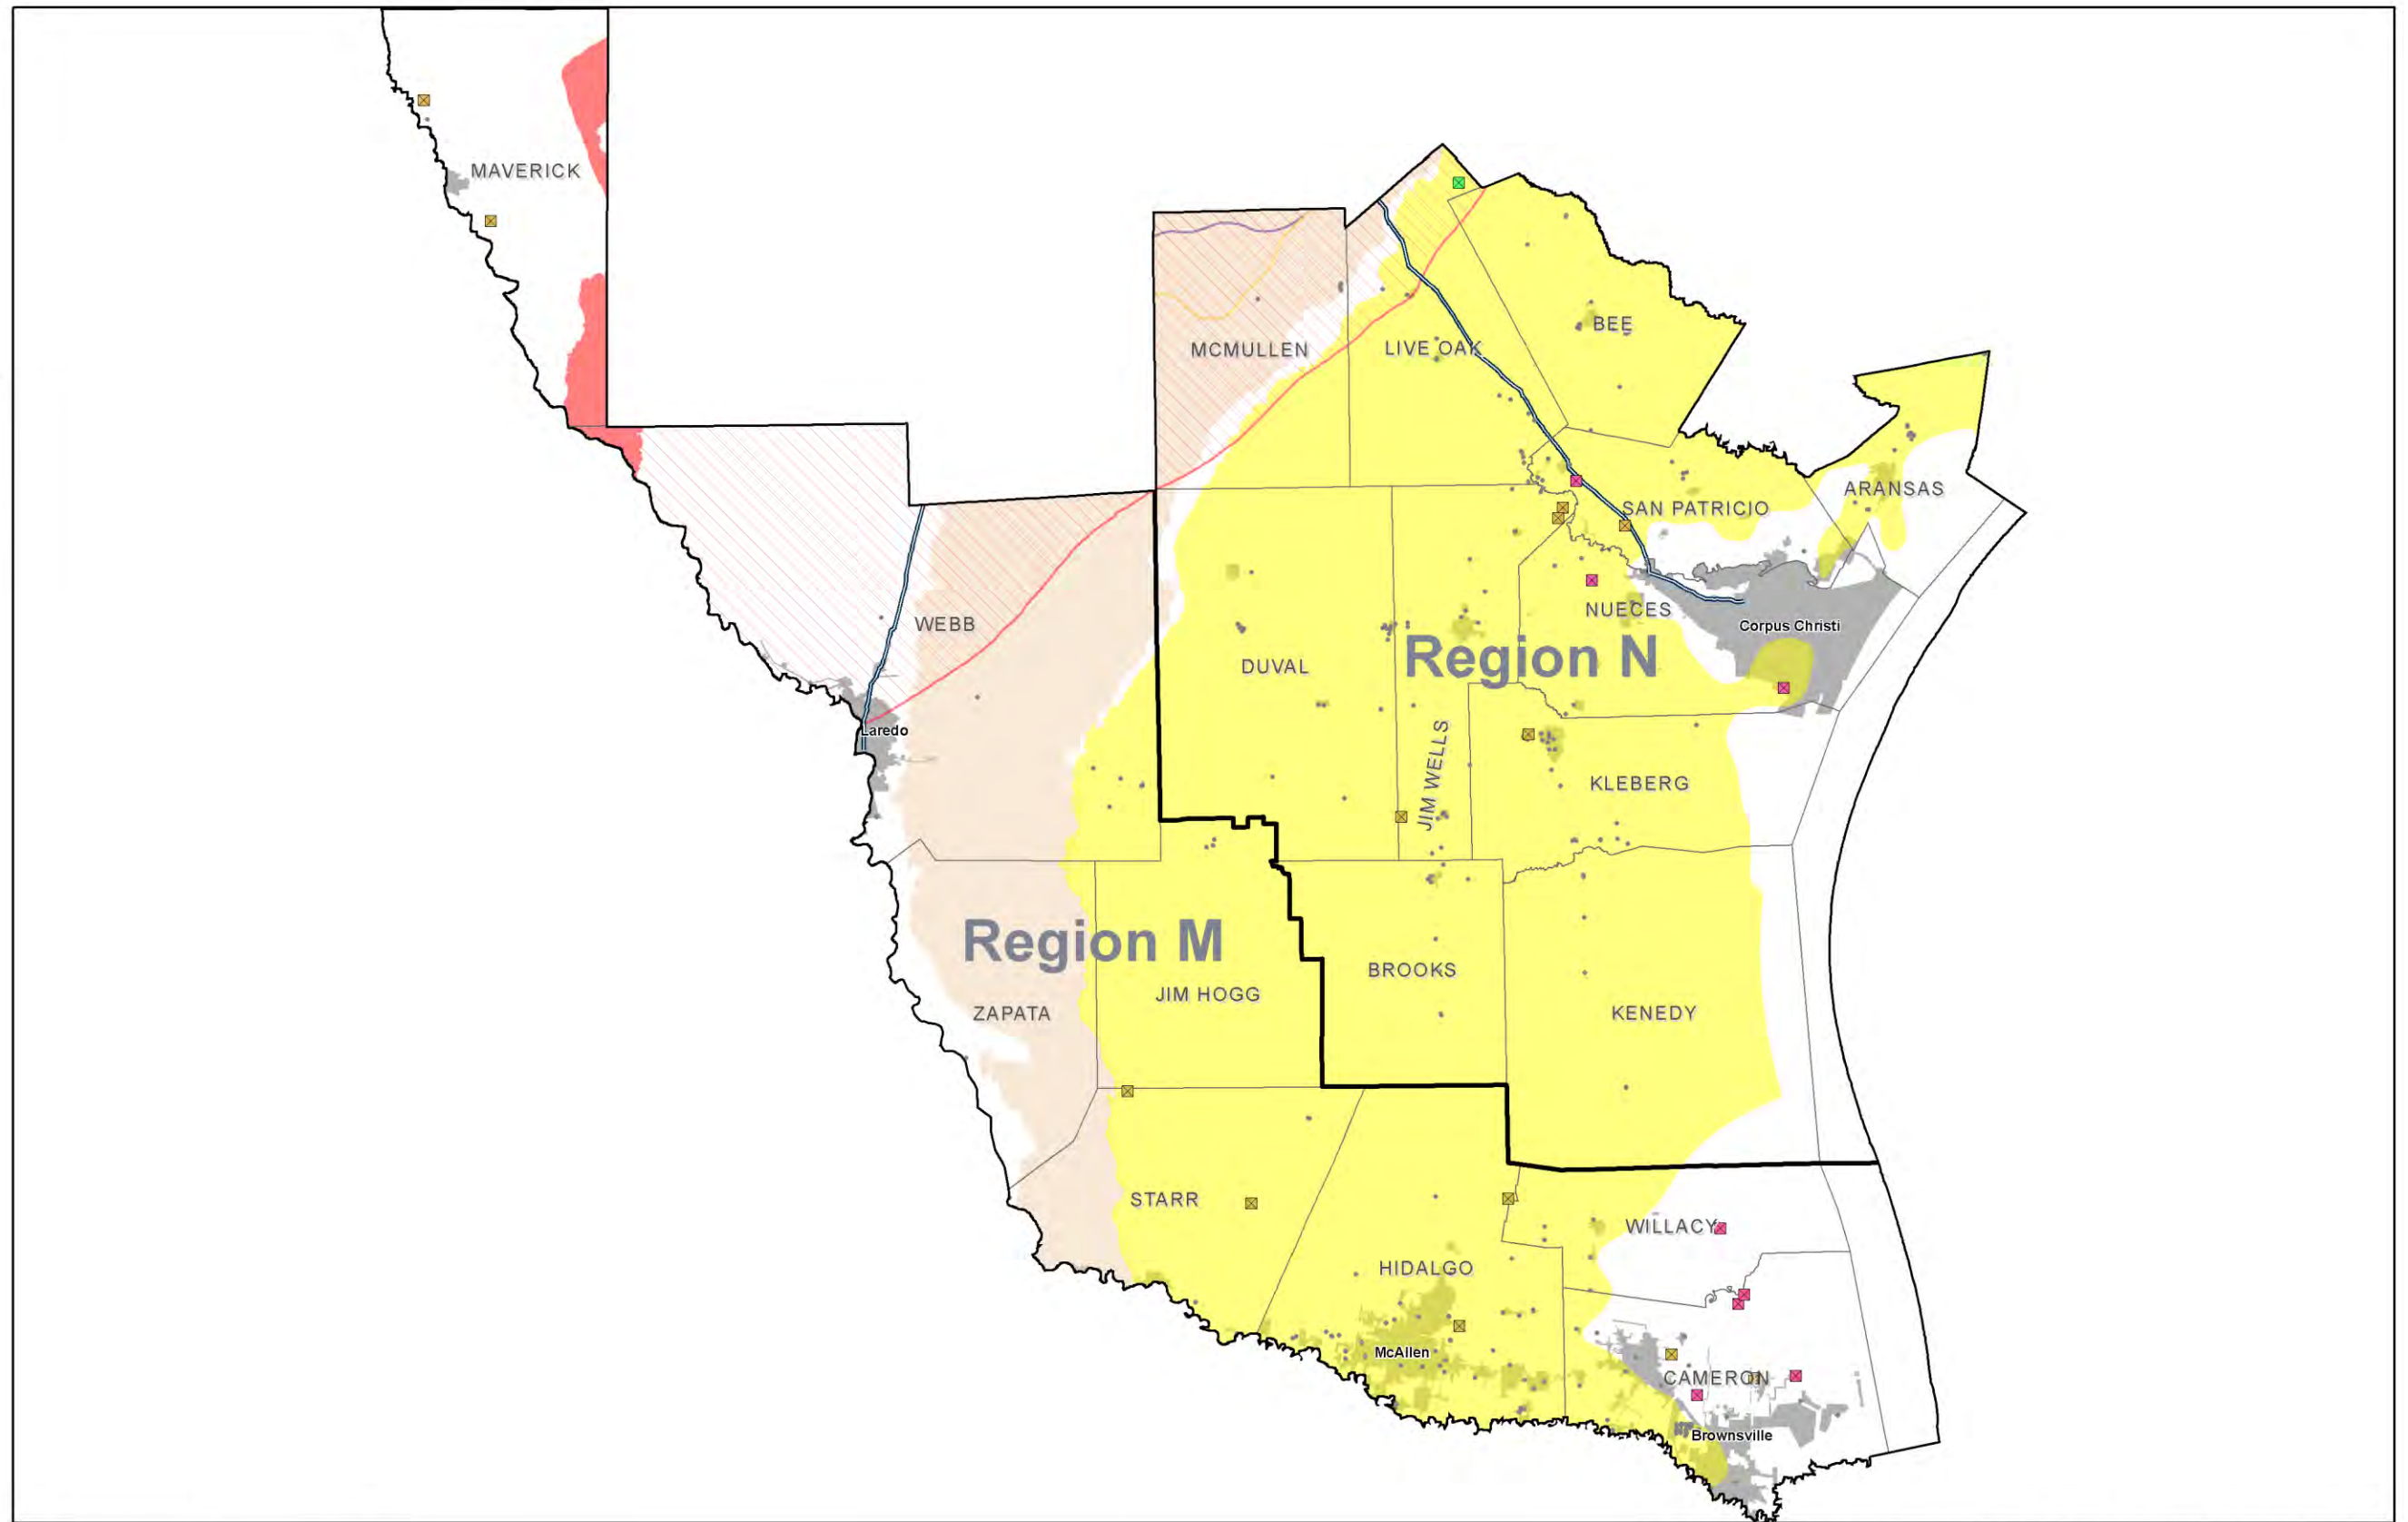 MAVERICK
BEE
MCMULLEN
LIVE OAK
ARANSAS
SAN PATRICIO
NUECES
WEBB
Corpus Christi
Region N
DUVAL
Laredo
JIM WELLS
KLEBERG
Region M
BROOKS
JIM HOGG
ZAPATA
KENEDY
STARR
WILLACY
HIDALGO
McAllen
CAMERON
Brownsville